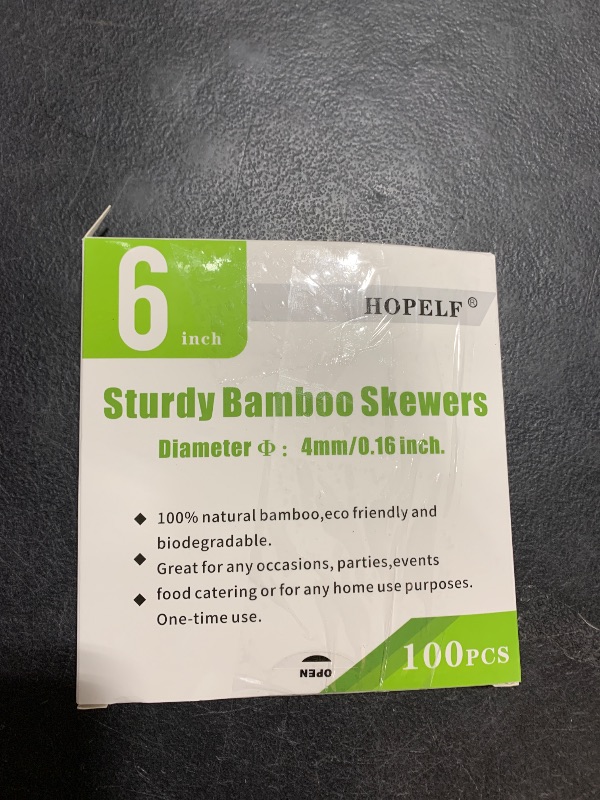 6
inch
HOPELF®
Sturdy Bamboo Skewers
Diameter Φ: 4mm/0.16 inch.
◆ 100% natural bamboo,eco friendly and
biodegradable.
◆ Great for any occasions, parties,events
◆ food catering or for any home use purposes.
One-time use.
100PCS
OPEN